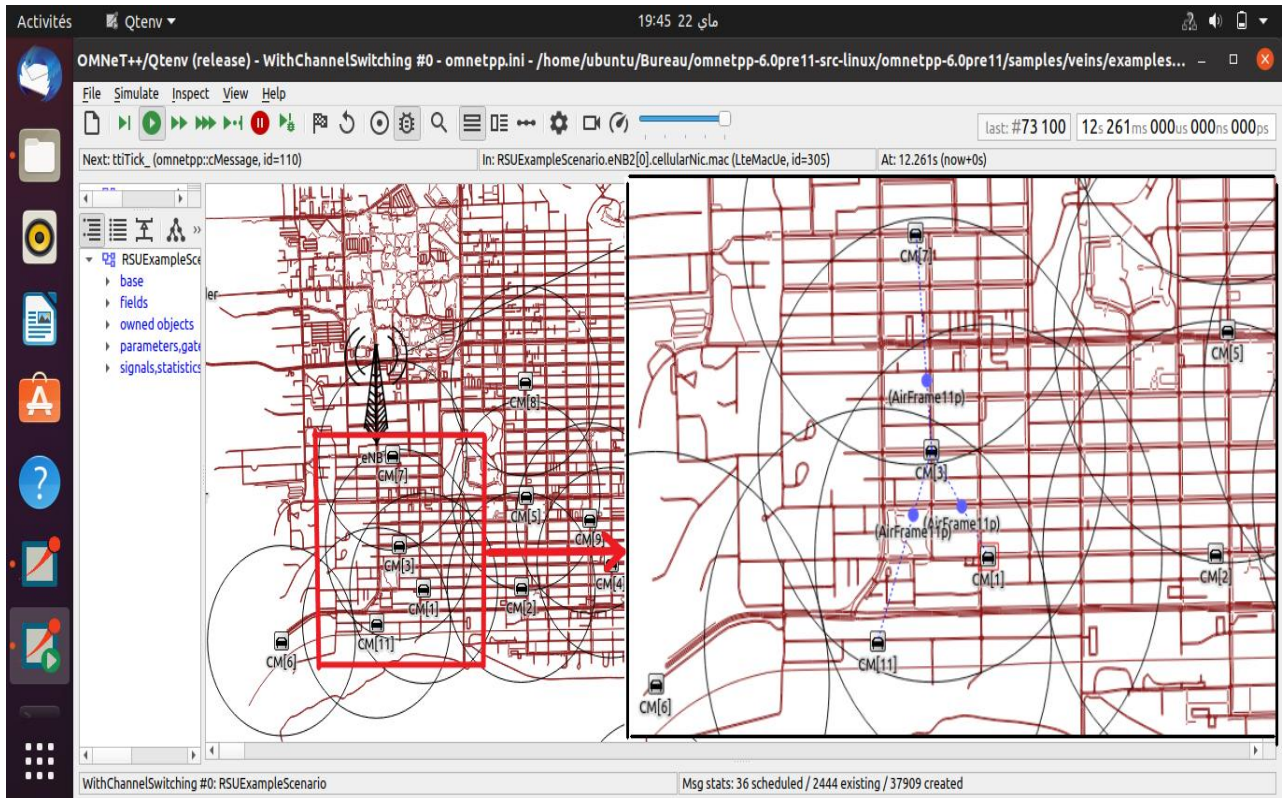 Activités
Qtenv
19:45 22 ماي
OMNeT++/Qtenv (release) - WithChannelSwitching #0 - omnetpp.ini - /home/ubuntu/Bureau/omnetpp-6.0pre11-src-linux/omnetpp-6.0pre11/samples/veins/examples...
File Simulate Inspect View Help
last: #73 100
12s 261ms 000us 000ns 000ps
Next: ttiTick_ (omnetpp::cMessage, id=110)
In: RSUExampleScenario.eNB2[0].cellularNic.mac (LteMacUe, id=305)
At: 12.261s (now+0s)
RSUExampleSce
base
fields
owned objects
parameters,gate
signals,statistics
ler
CM[8]
eNB
CM[7]
CM[5]
CM[9]
CM[3]
CM[4]
CM[1]
CM[2]
CM[11]
CM[6]
CM[7]
CM[5]
(AirFrame11p)
CM[3]
(AirFrame11p)
(AirFrame11p)
CM[1]
CM[2]
CM[11]
CM[6]
WithChannelSwitching #0: RSUExampleScenario
Msg stats: 36 scheduled / 2444 existing / 37909 created